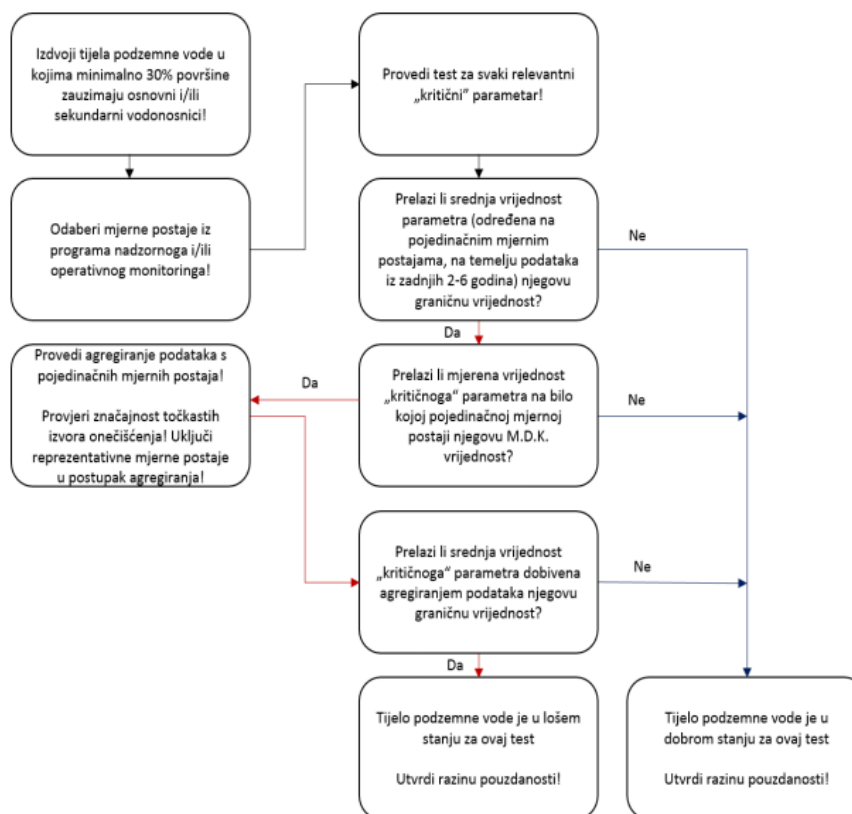 Izdvoji tijela podzemne vode u
kojima minimalno 30% površine
zauzimaju osnovni i/ili
sekundarni vodonosnici!
Odaberi mjerne postaje iz
programa nadzornoga i/ili
operativnog monitoringa!
Provedi test za svaki relevantni
„kritični" parametar!
Prelazi li srednja vrijednost
parametra (određena na
pojedinačnim mjernim
postajama, na temelju podataka
iz zadnjih 2-6 godina) njegovu
graničnu vrijednost?
Ne
Da
Prelazi li mjerena vrijednost
„kritičnoga" parametra na bilo
kojoj pojedinačnoj mjernoj
postaji njegovu M.D.K.
vrijednost?
Ne
Da
Provedi agregiranje podataka s
pojedinačnih mjernih postaja!
Provjeri značajnost točkastih
izvora onečišćenja! Uključi
reprezentativne mjerne postaje
u postupak agregiranja!
Prelazi li srednja vrijednost
„kritičnoga“ parametra dobivena
agregiranjem podataka njegovu
graničnu vrijednost?
Ne
Da
Tijelo podzemne vode je u lošem
stanju za ovaj test
Utvrdi razinu pouzdanosti!
Tijelo podzemne vode je u
dobrom stanju za ovaj test
Utvrdi razinu pouzdanosti!